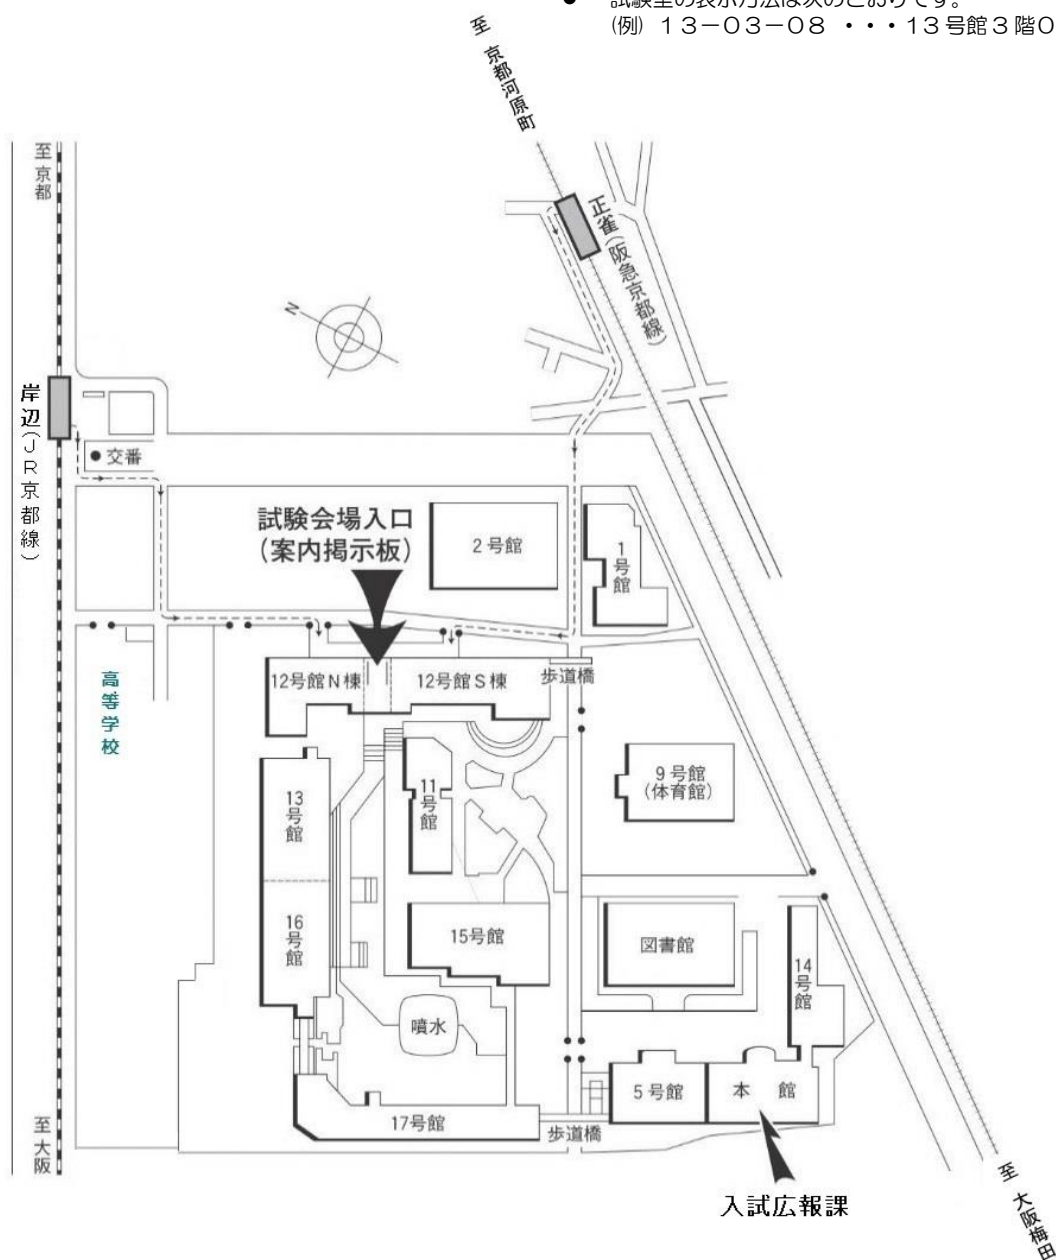 ● 試験室の表示方法は次のとおりです。
(例) 13-03-08 ・・・13号館3階0
至 京都河原町
至京都
正雀(阪急京都線)
N
岸辺(JR京都線)
交番
試験会場入口
(案内掲示板)
2号館
1号館
高等学校
12号館N棟
12号館S棟
歩道橋
13号館
11号館
9号館
(体育館)
16号館
15号館
図書館
14号館
噴水
5号館
本 館
17号館
歩道橋
至大阪
至 大阪梅田
入試広報課